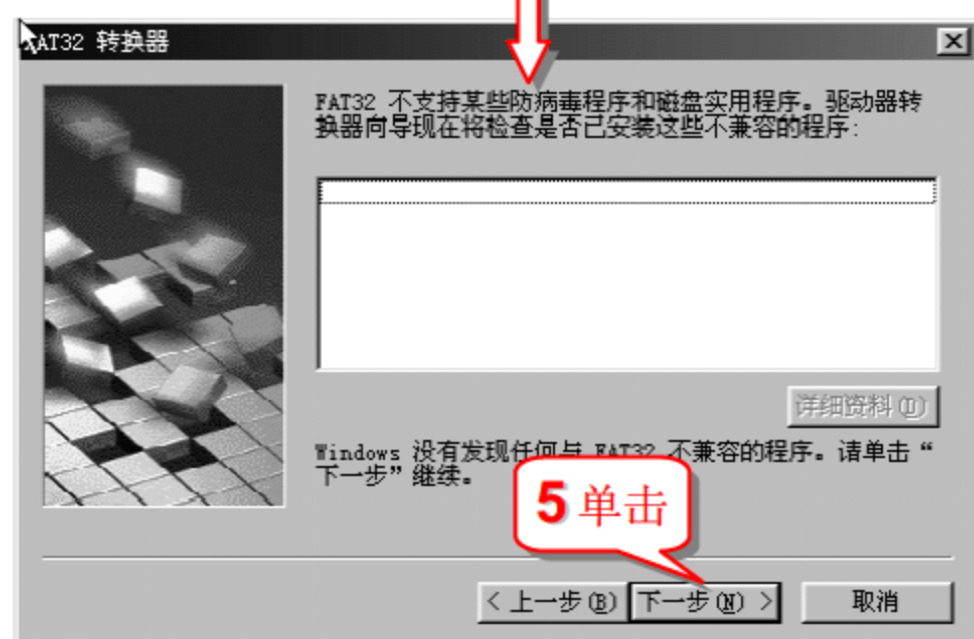 FAT32 转换器
FAT32 不支持某些防病毒程序和磁盘实用程序。驱动器转
换器向导现在将检查是否已安装这些不兼容的程序:
详细资料(D)
Windows 没有发现任何与 FAT32 不兼容的程序。请单击“
下一步”继续。
5 单击
< 上一步(B) 下一步(N) > 取消